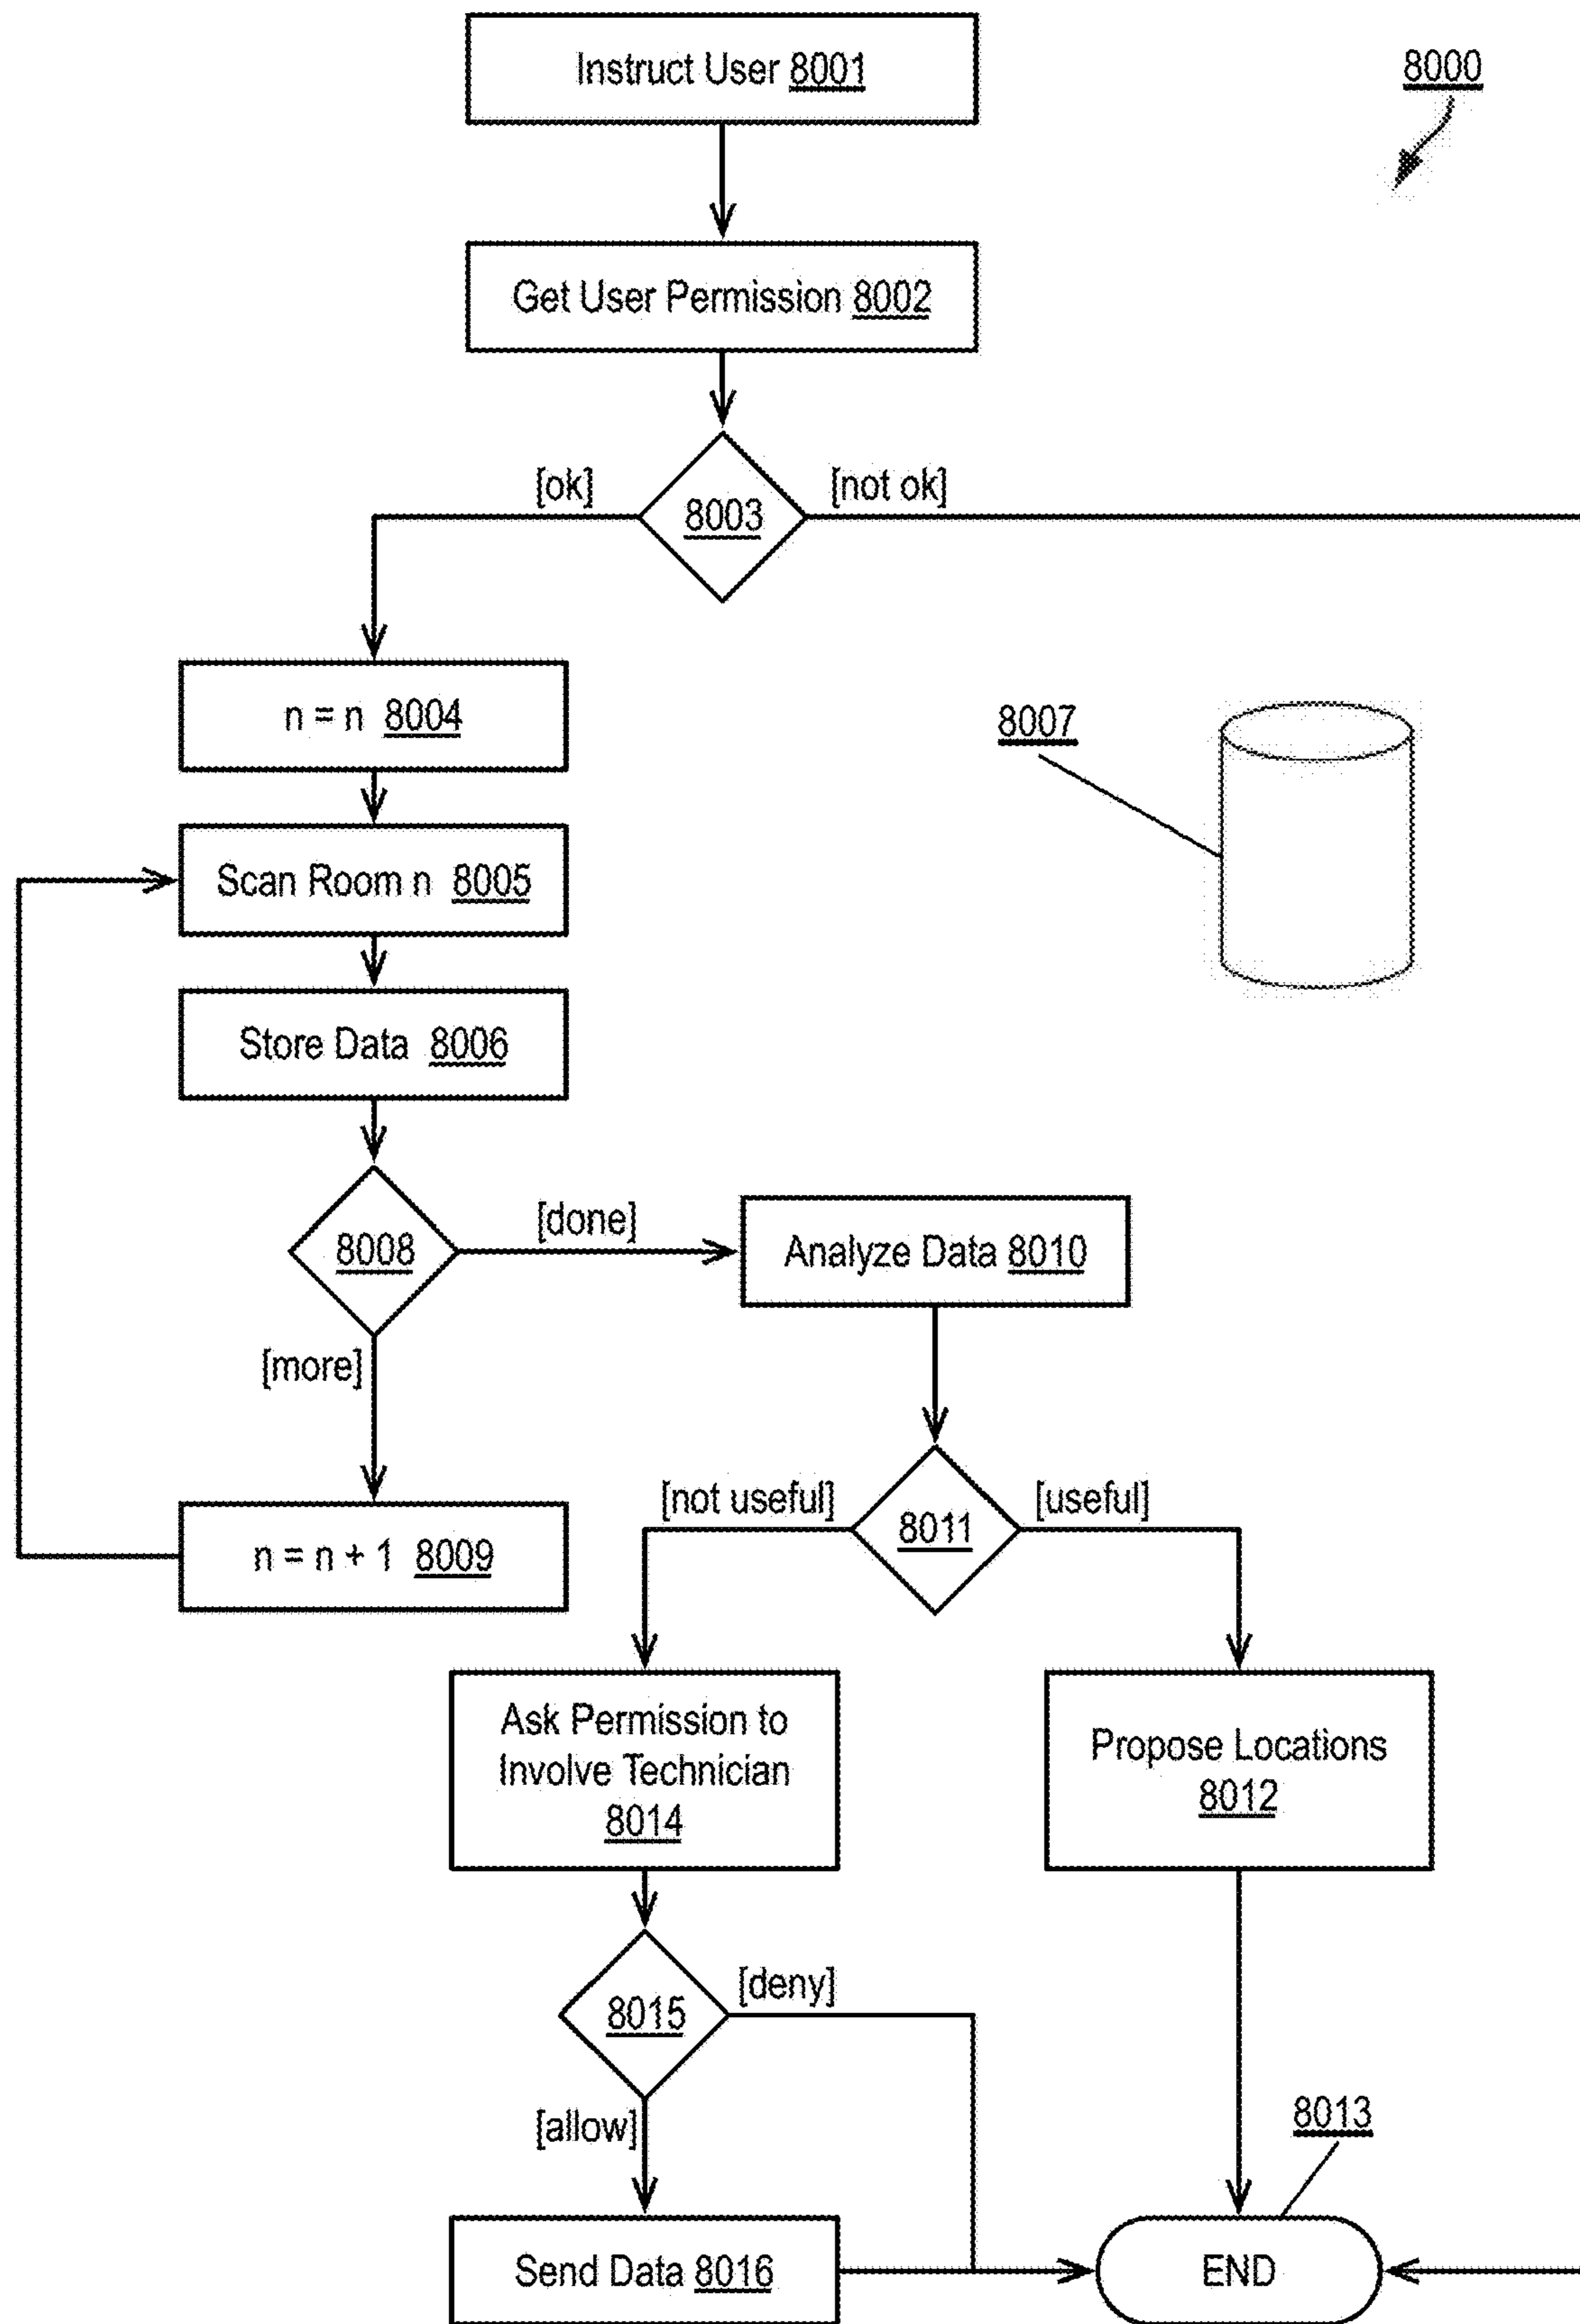 Instruct User 8001
8000
Get User Permission 8002
[ok]
[not ok]
8003
n = n 8004
8007
Scan Room n 8005
Store Data 8006
[done]
8008
Analyze Data 8010
[more]
[not useful]
[useful]
8011
n = n + 1 8009
Ask Permission to
Involve Technician
8014
Propose Locations
8012
[deny]
8015
[allow]
8013
Send Data 8016
END